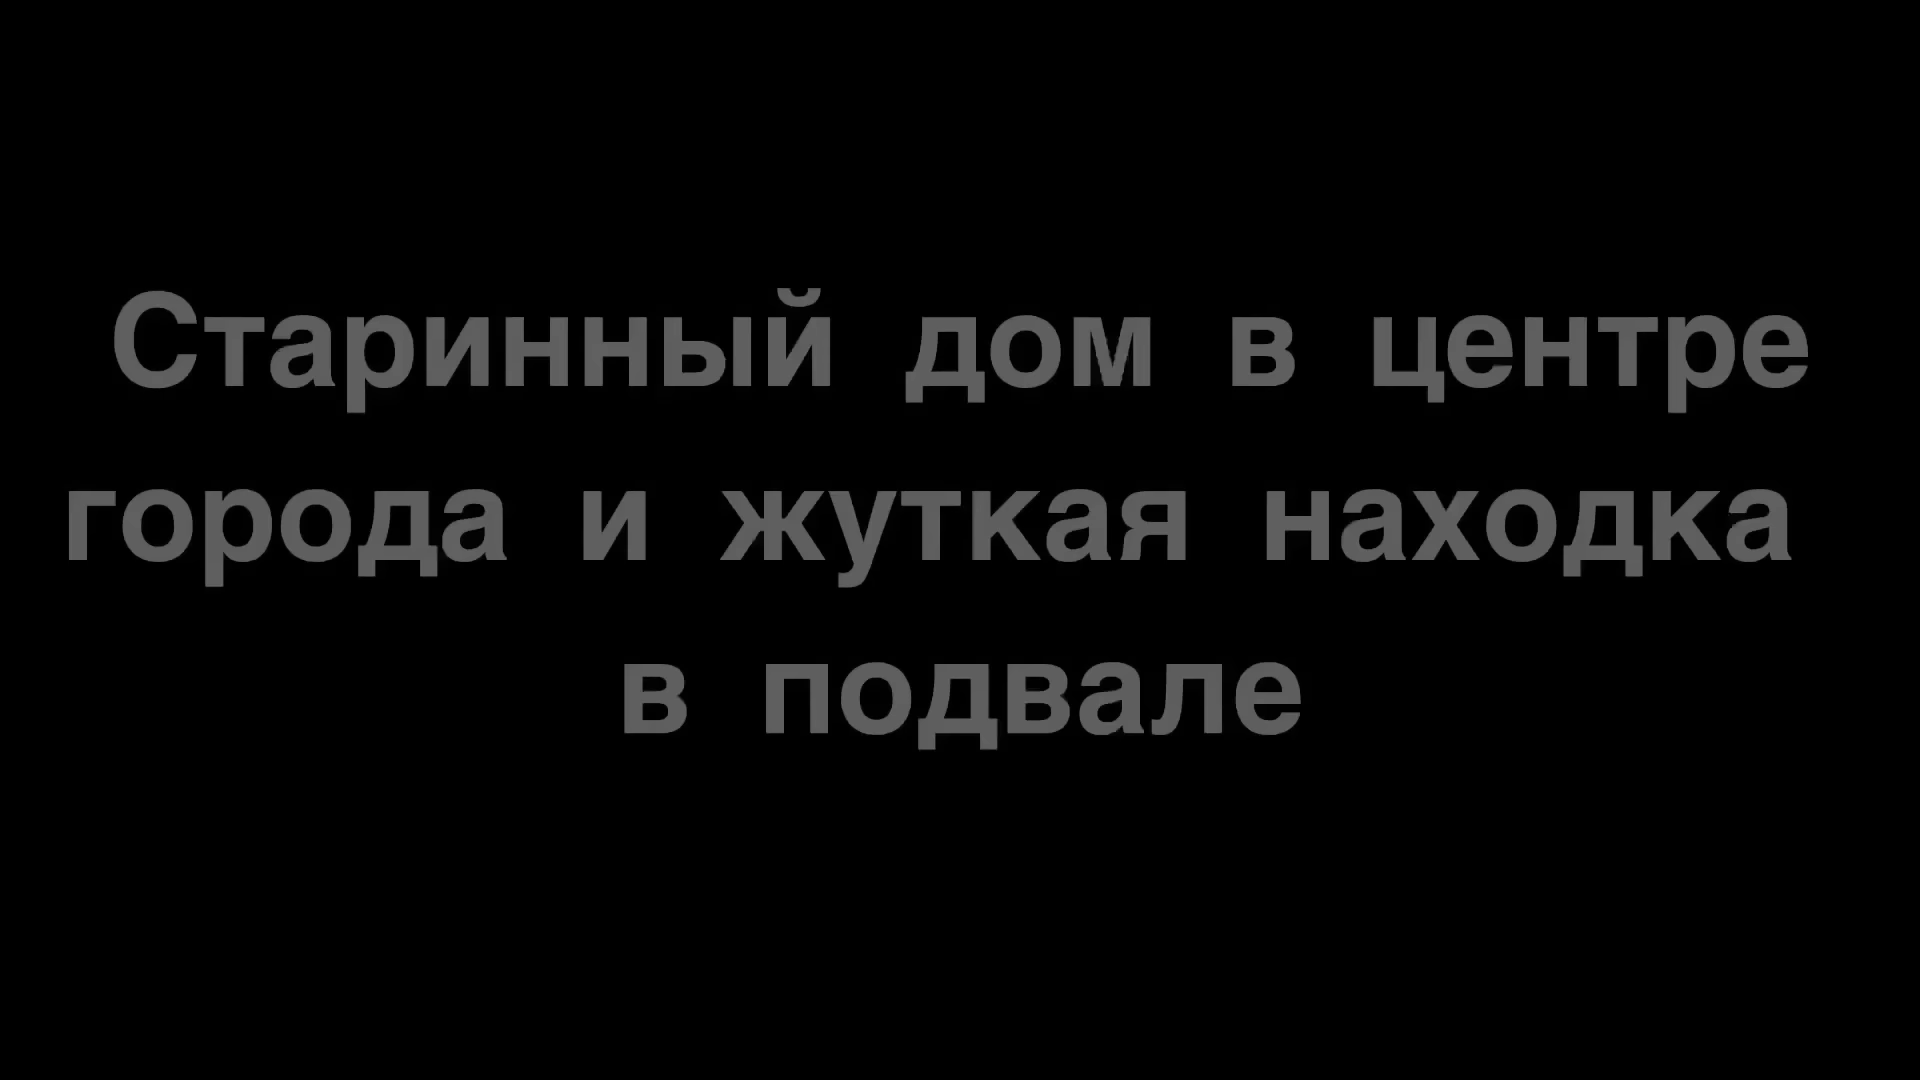 Старинный дом в центре
города и жуткая находка
в подвале